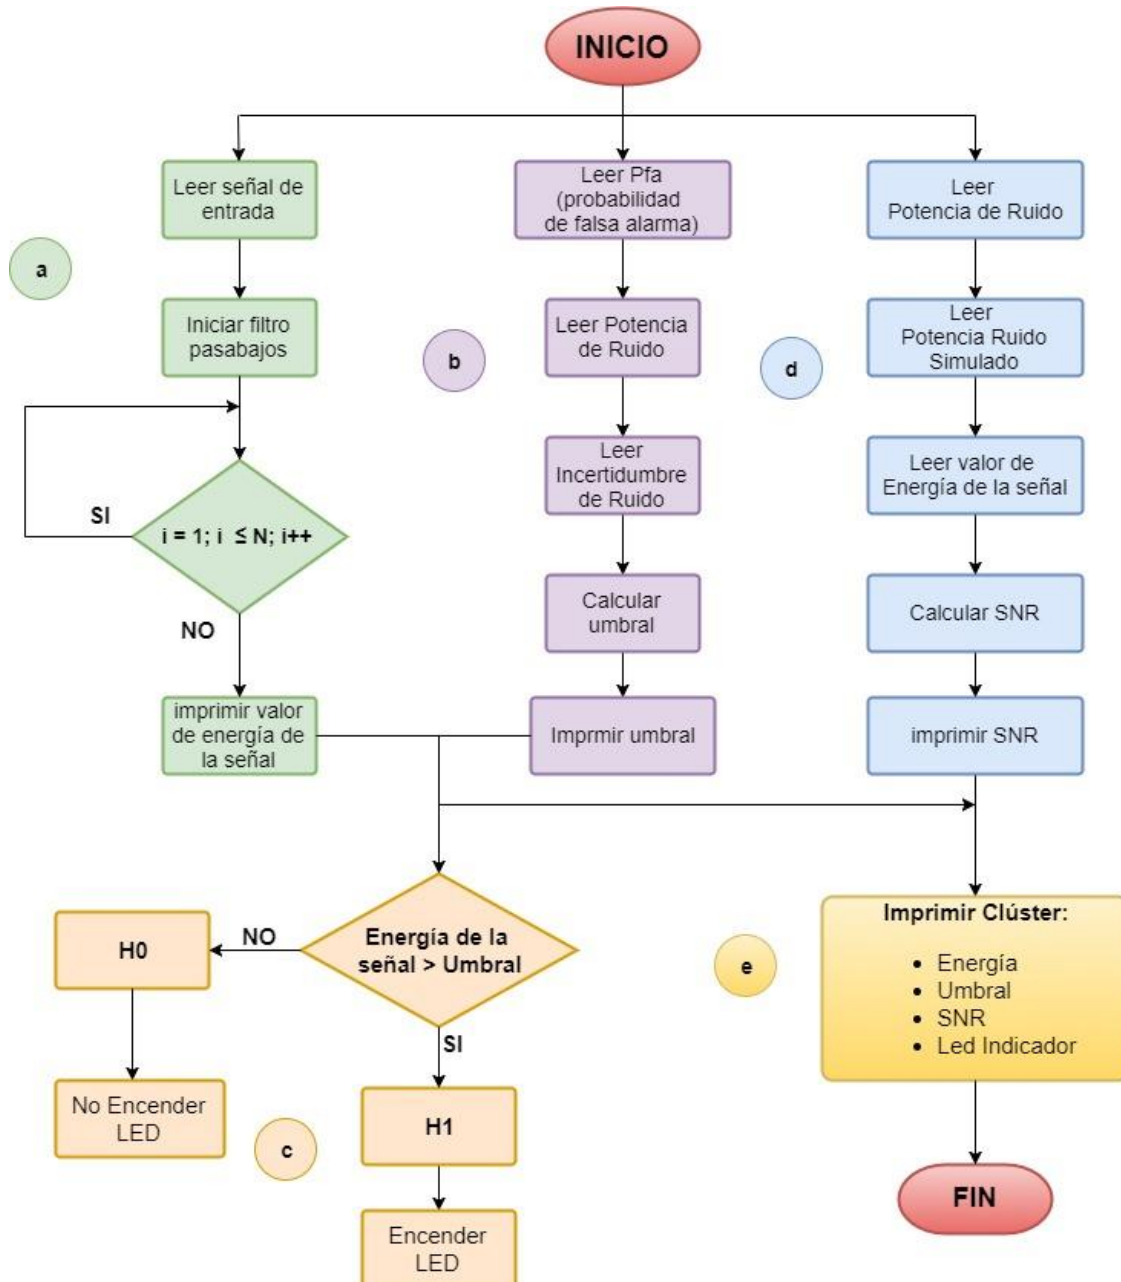 INICIO
Leer señal de
entrada
Leer Pfa
(probabilidad
de falsa alarma)
Leer
Potencia de Ruido
a
Iniciar filtro
pasabajos
b
Leer Potencia
de Ruido
d
Leer
Potencia Ruido
Simulado
SI
i = 1; i ≤ N; i++
NO
Leer
Incertidumbre
de Ruido
Leer valor de
Energía de la señal
Calcular
umbral
Calcular SNR
imprimir valor
de energía de
la señal
Imprmir umbral
imprimir SNR
H0
NO
Energía de la
señal > Umbral
SI
No Encender
LED
c
H1
Encender
LED
e
Imprimir Clúster:
• Energía
• Umbral
• SNR
• Led Indicador
FIN